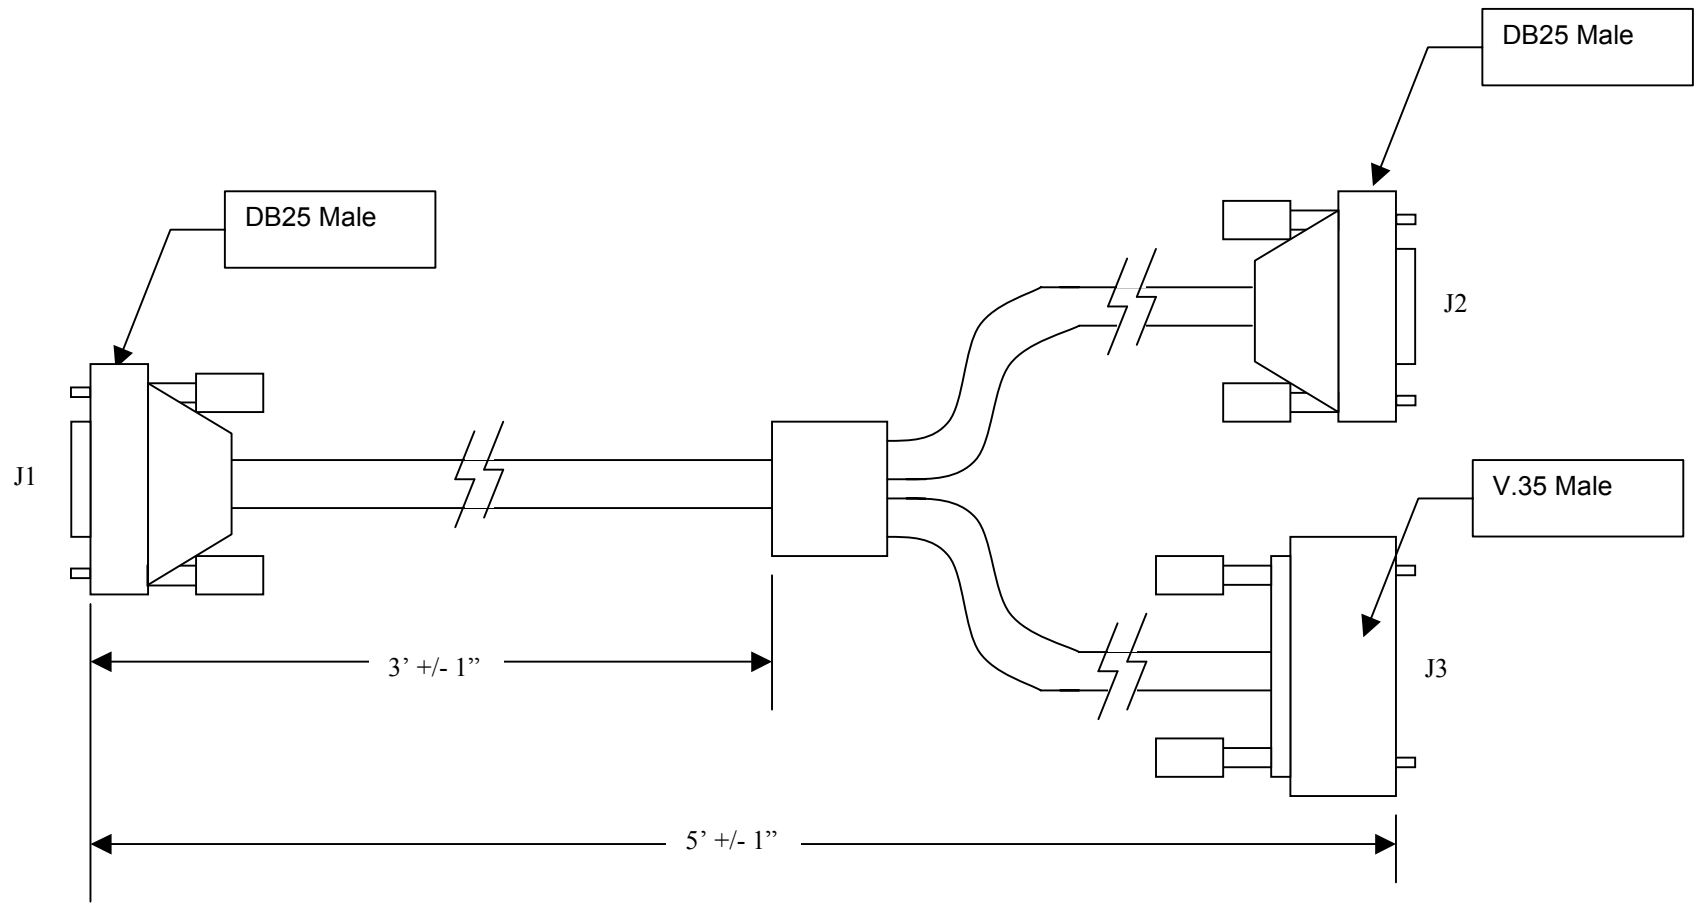 DB25 Male
DB25 Male
J2
J1
V.35 Male
3’ +/- 1”
J3
5’ +/- 1”